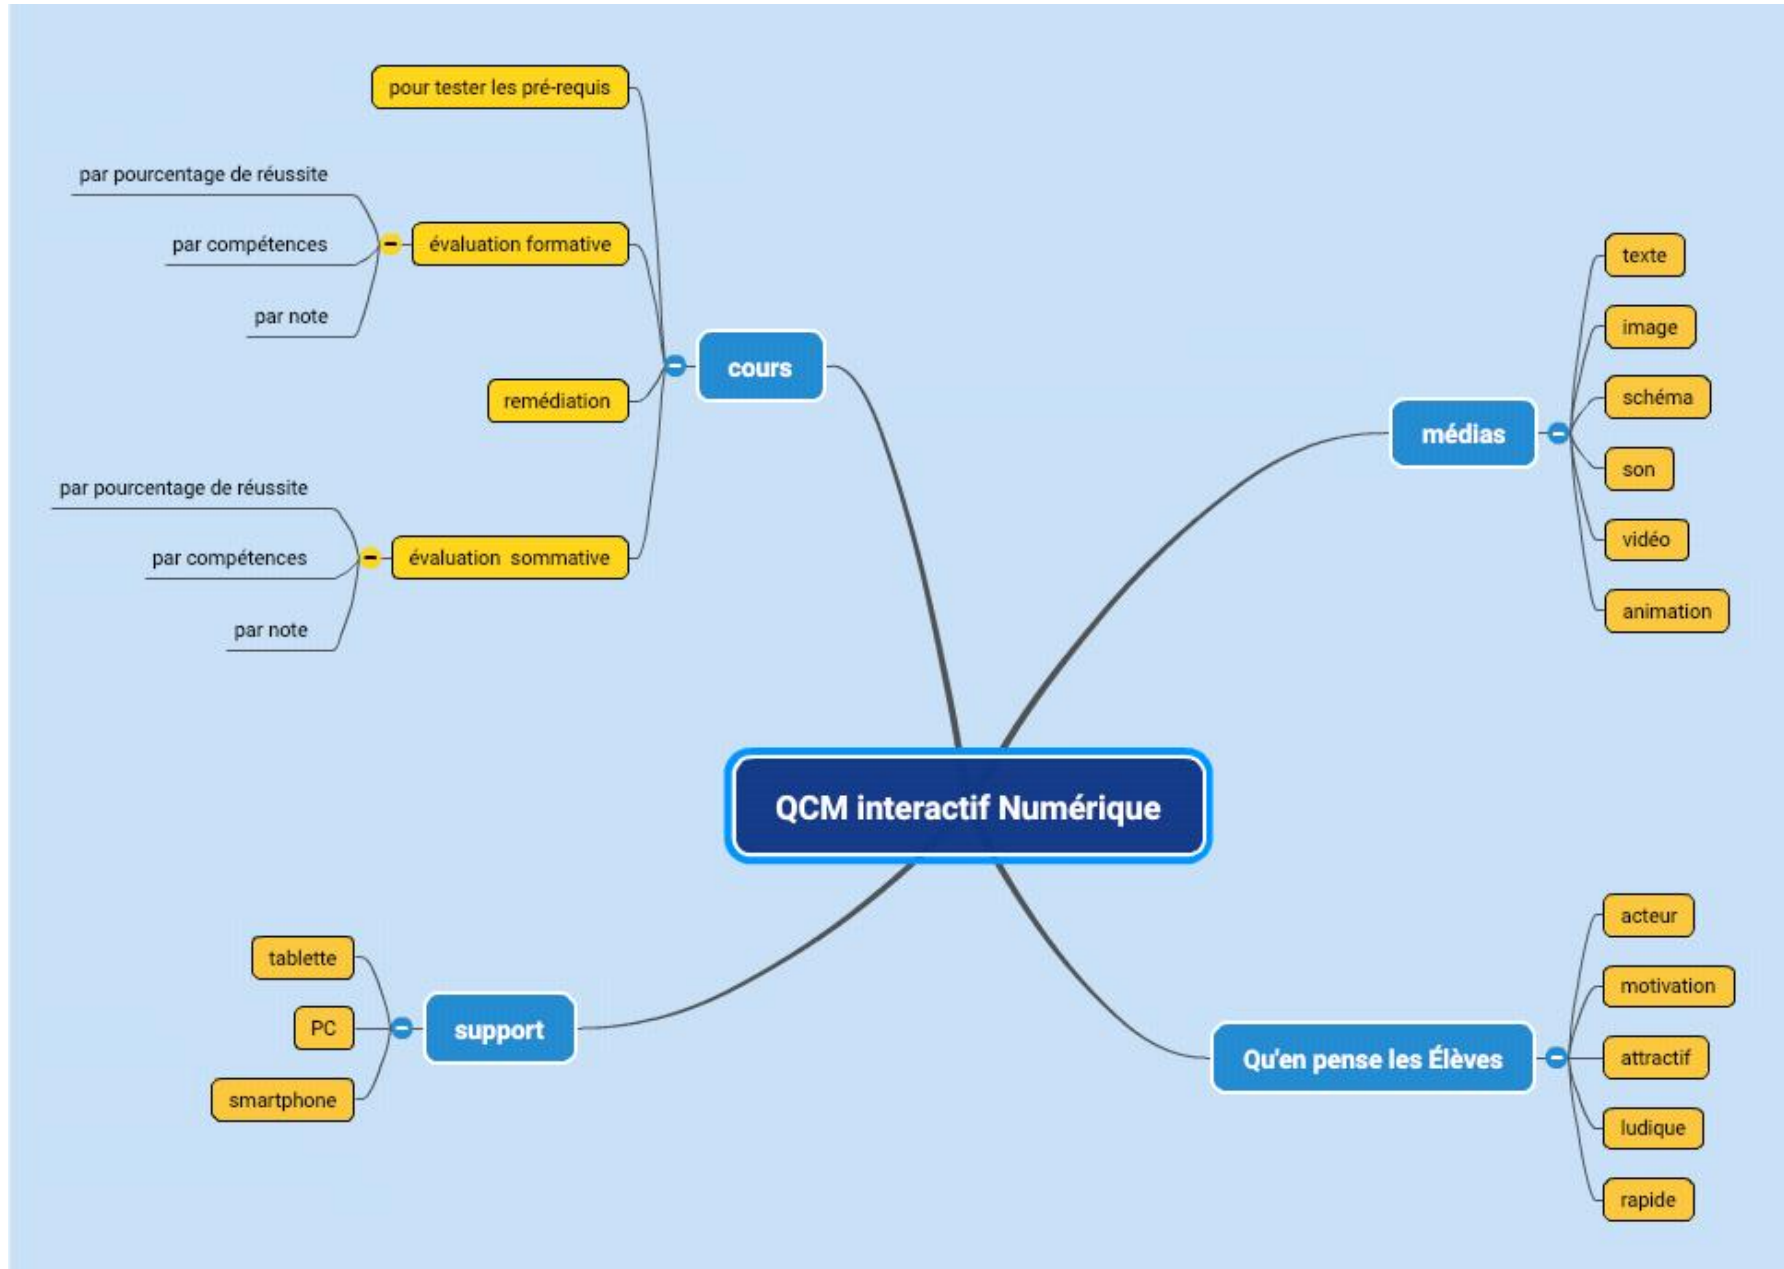 pour tester les pré-requis
par pourcentage de réussite
par compétences
par note
évaluation formative
remédiation
par pourcentage de réussite
par compétences
par note
évaluation  sommative
cours
médias
texte
image
schéma
son
vidéo
animation
QCM interactif Numérique
tablette
PC
smartphone
support
Qu'en pense les Élèves
acteur
motivation
attractif
ludique
rapide